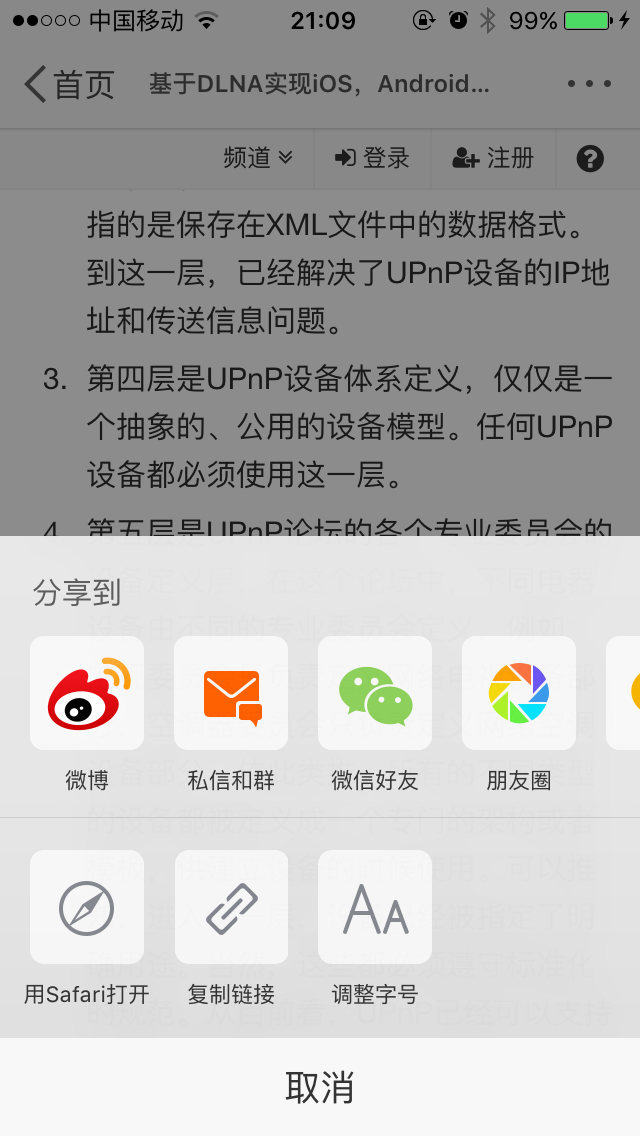 中国移动 21:09 99%
首页 基于DLNA实现iOS，Android...
频道 登录 注册 ?
指的是保存在XML文件中的数据格式。
到这一层，已经解决了UPnP设备的IP地
址和传送信息问题。
3. 第四层是UPnP设备体系定义，仅仅是一
个抽象的、公用的设备模型。任何UPnP
设备都必须使用这一层。
4. 第五层是UPnP论坛的各个专业委员会的
分享到
微博 私信和群 微信好友 朋友圈
用Safari打开 复制链接 调整字号
取消